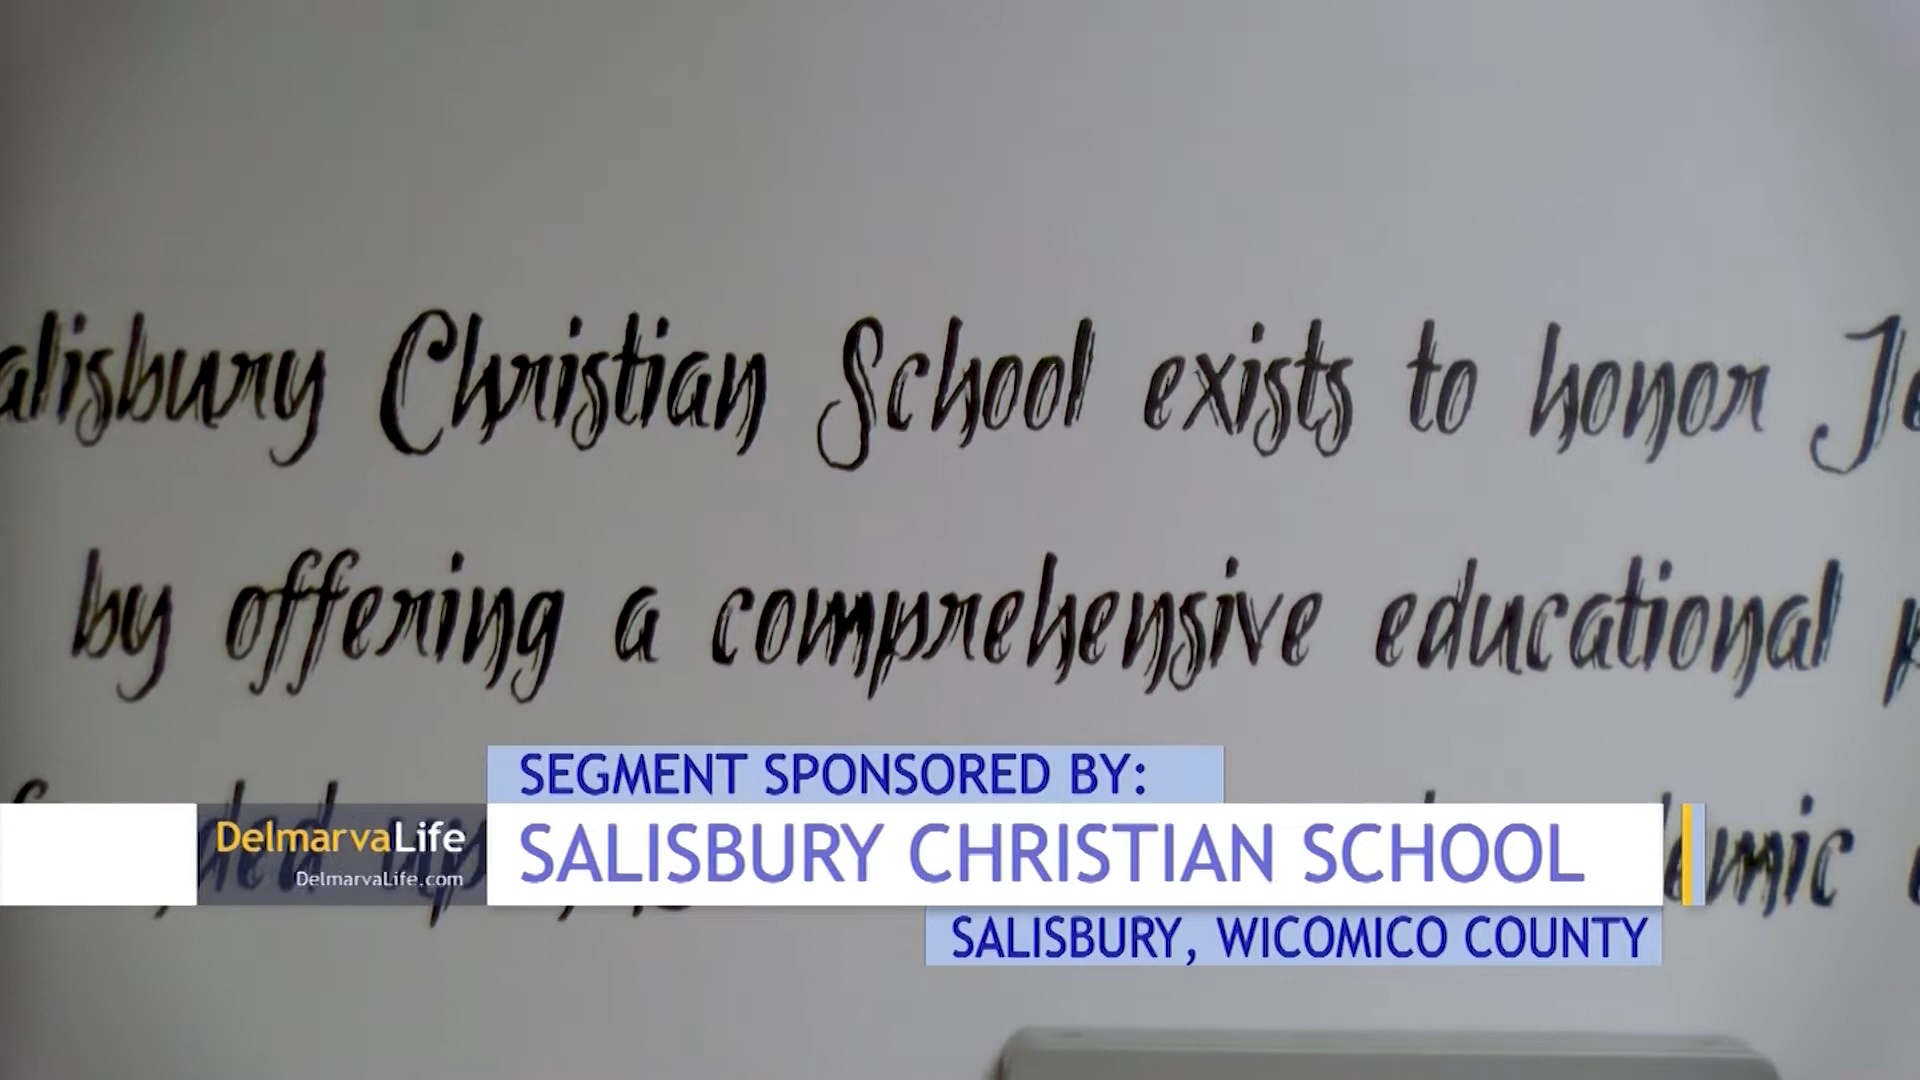 alisbury Christian School exists to honor Je
by offering a comprehensive educational p
SEGMENT SPONSORED BY:
DelmarvaLife
DelmarvaLife.com
SALISBURY CHRISTIAN SCHOOL
SALISBURY, WICOMICO COUNTY